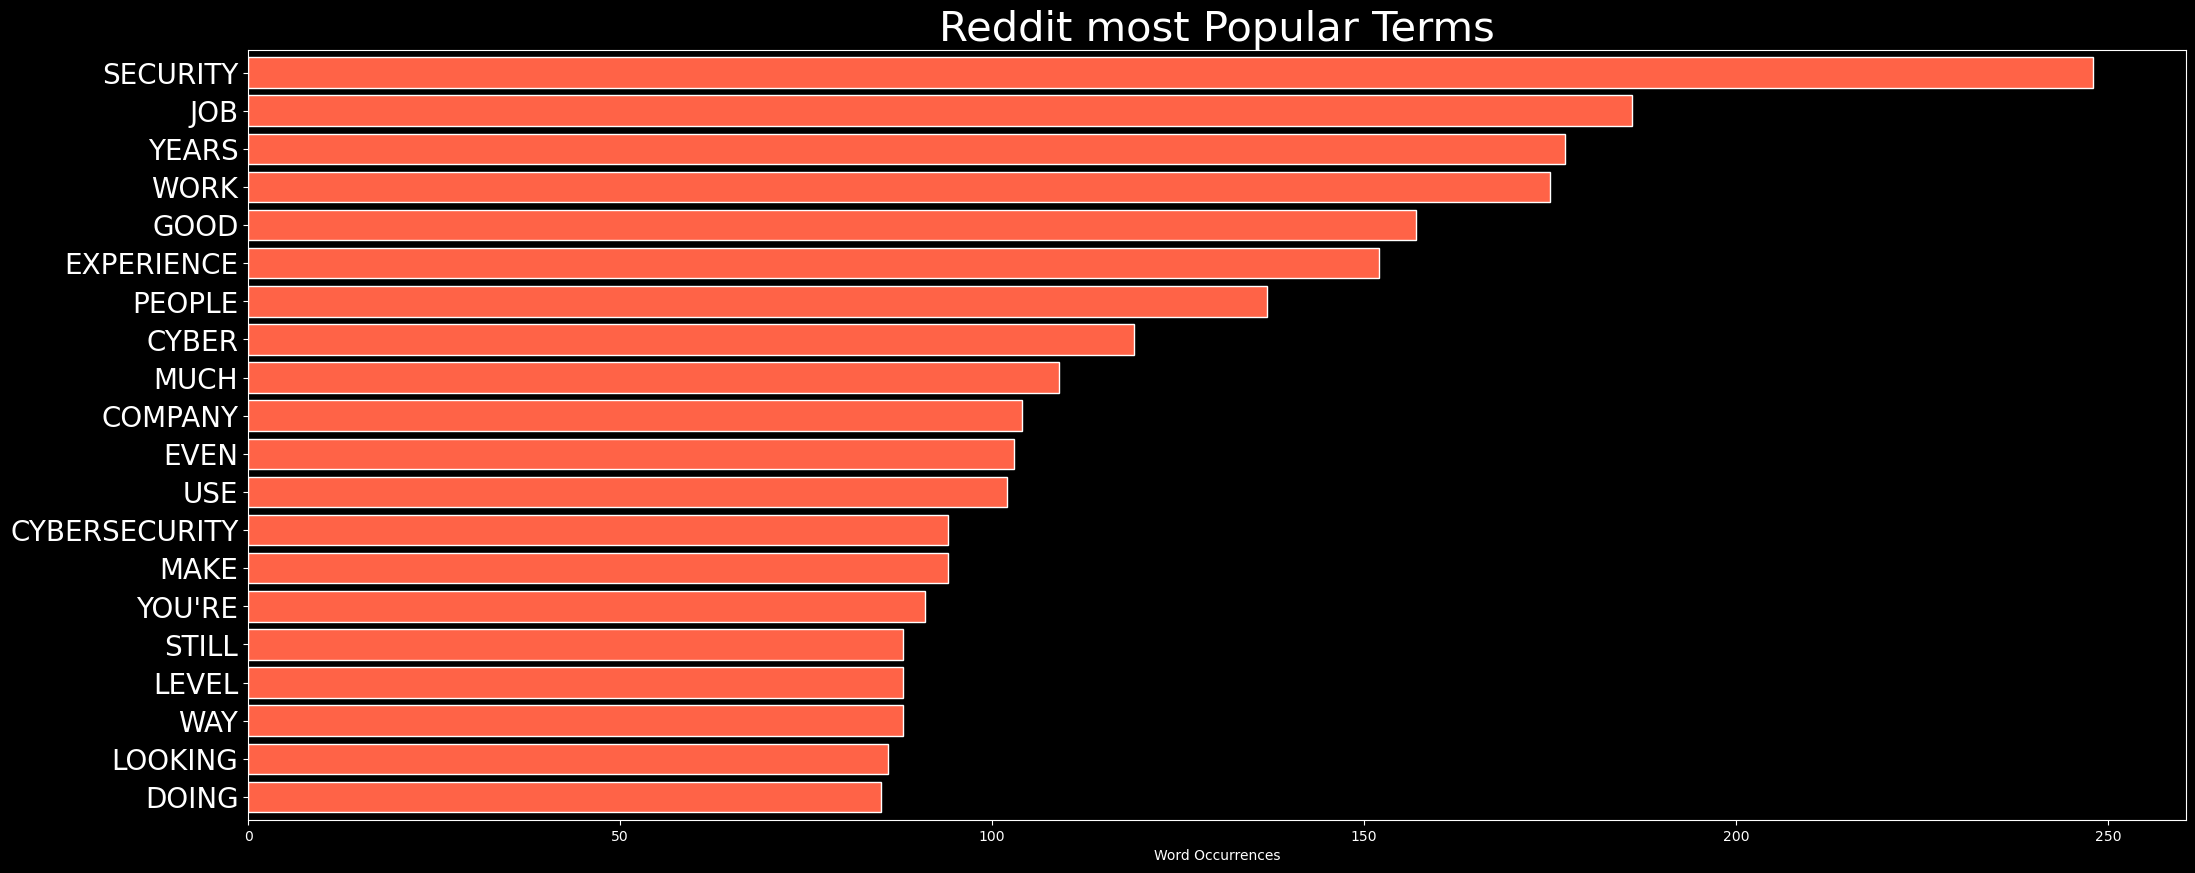 Reddit most Popular Terms
SECURITY
JOB
YEARS
WORK
GOOD
EXPERIENCE
PEOPLE
CYBER
MUCH
COMPANY
EVEN
USE
CYBERSECURITY
MAKE
YOU'RE
STILL
LEVEL
WAY
LOOKING
DOING
0 50 100 150 200 250
Word Occurrences